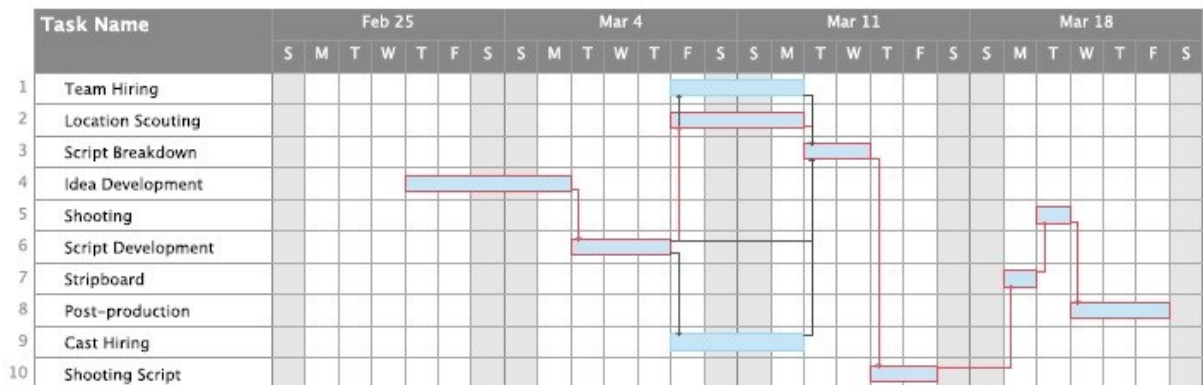 Task Name Feb 25 Mar 4 Mar 11 Mar 18
S M T W T F S S M T W T F S S M T W T F S S M T W T F S
1 Team Hiring
2 Location Scouting
3 Script Breakdown
4 Idea Development
5 Shooting
6 Script Development
7 Stripboard
8 Post-production
9 Cast Hiring
10 Shooting Script